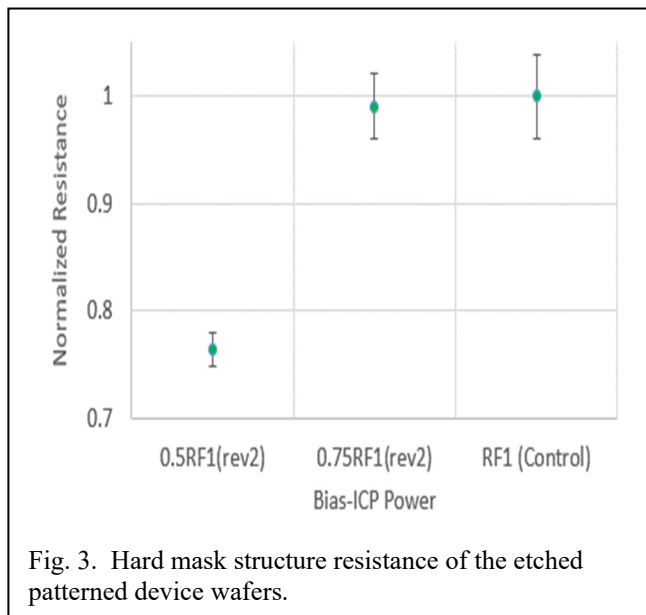 Normalized Resistance
1
0.9
0.8
0.7
0.5RF1(rev2) 0.75RF1(rev2) RF1 (Control)
Bias-ICP Power
Fig. 3. Hard mask structure resistance of the etched
patterned device wafers.